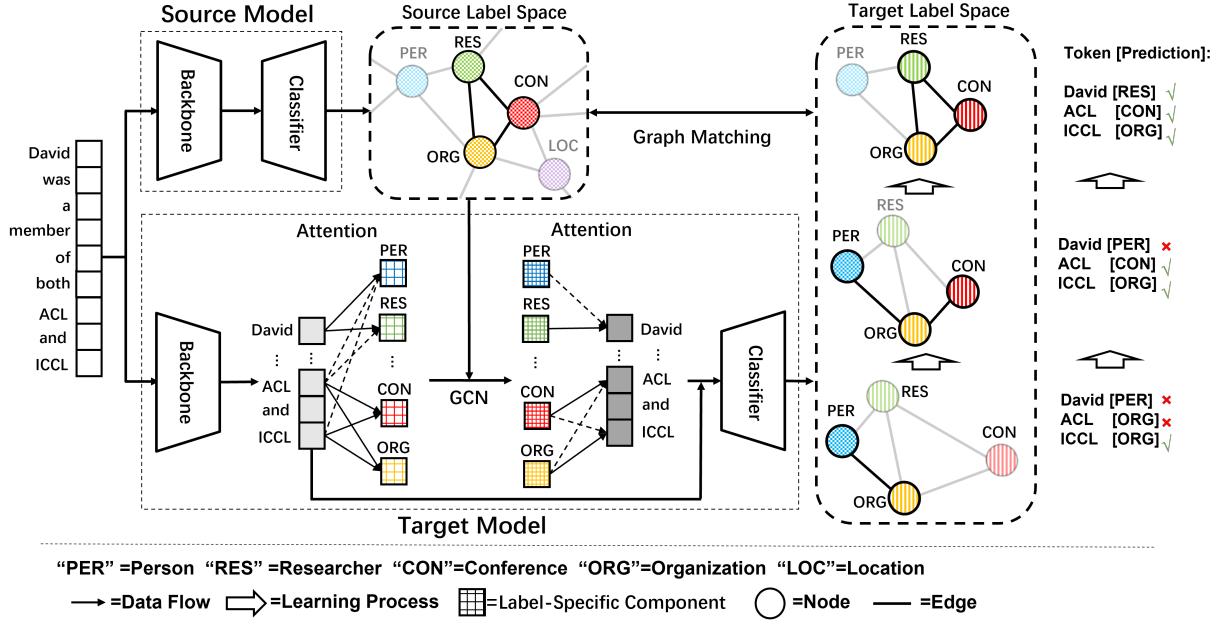 Source Model
Backbone
Classifier
Source Label Space
PER
RES
CON
ORG
LOC
Graph Matching
Target Label Space
PER
RES
CON
ORG
RES
PER
CON
ORG
RES
PER
CON
ORG
Token [Prediction]:
David [RES] √
ACL [CON] √
ICCL [ORG] √
David [PER] ×
ACL [CON] √
ICCL [ORG] √
David [PER] ×
ACL [ORG] ×
ICCL [ORG] √
David
was
a
member
of
both
ACL
and
ICCL
Backbone
Attention
David
...
ACL
and
ICCL
PER
RES
...
CON
ORG
GCN
Attention
PER
RES
...
CON
ORG
David
...
ACL
and
ICCL
Classifier
Target Model
“PER” =Person “RES” =Researcher “CON”=Conference “ORG”=Organization “LOC”=Location
=Data Flow =Learning Process =Label-Specific Component =Node =Edge